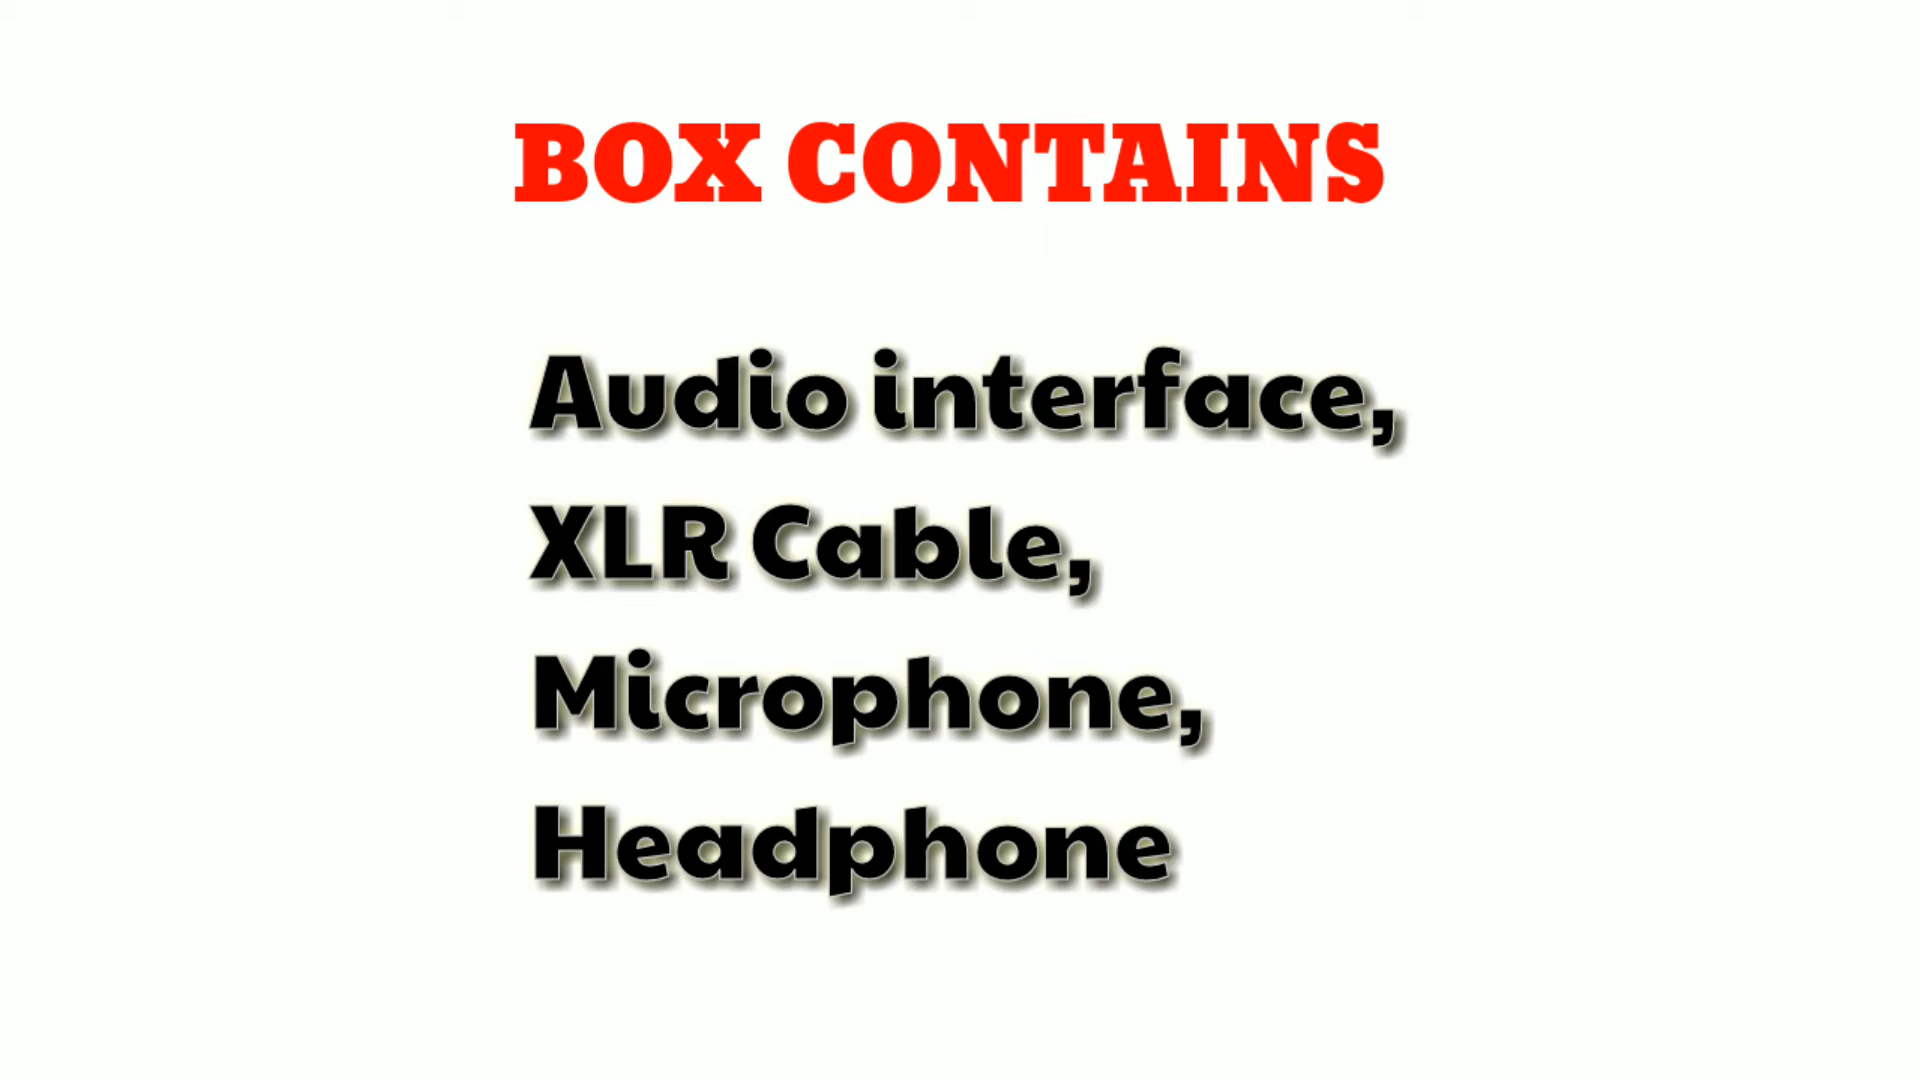 BOX CONTAINS
Audio interface,
XLR Cable,
Microphone,
Headphone